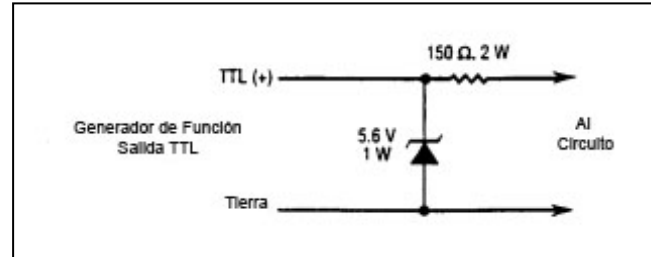 150 Ω, 2 W
TTL (+)
Generador de Función
Salida TTL
5.6 V
1 W
Al
Circuito
Tierra